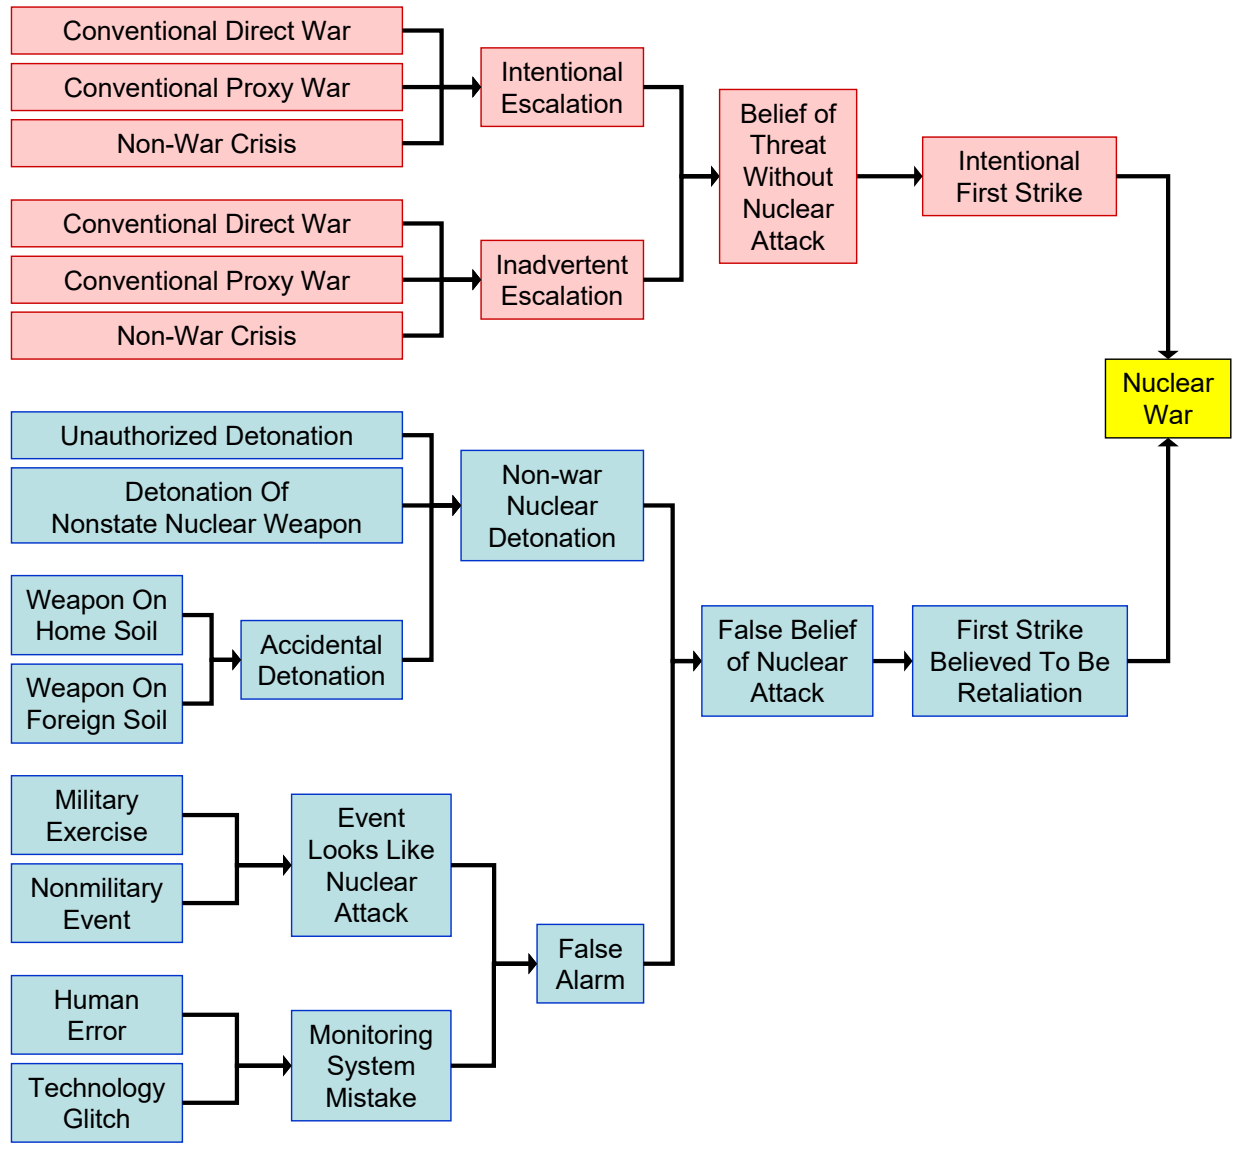 Conventional Direct War
Conventional Proxy War
Non-War Crisis
Intentional
Escalation
Conventional Direct War
Conventional Proxy War
Non-War Crisis
Inadvertent
Escalation
Belief of
Threat
Without
Nuclear
Attack
Intentional
First Strike
Nuclear
War
Unauthorized Detonation
Detonation Of
Nonstate Nuclear Weapon
Weapon On
Home Soil
Weapon On
Foreign Soil
Accidental
Detonation
Non-war
Nuclear
Detonation
Military
Exercise
Nonmilitary
Event
Event
Looks Like
Nuclear
Attack
Human
Error
Technology
Glitch
Monitoring
System
Mistake
False
Alarm
False Belief
of Nuclear
Attack
First Strike
Believed To Be
Retaliation